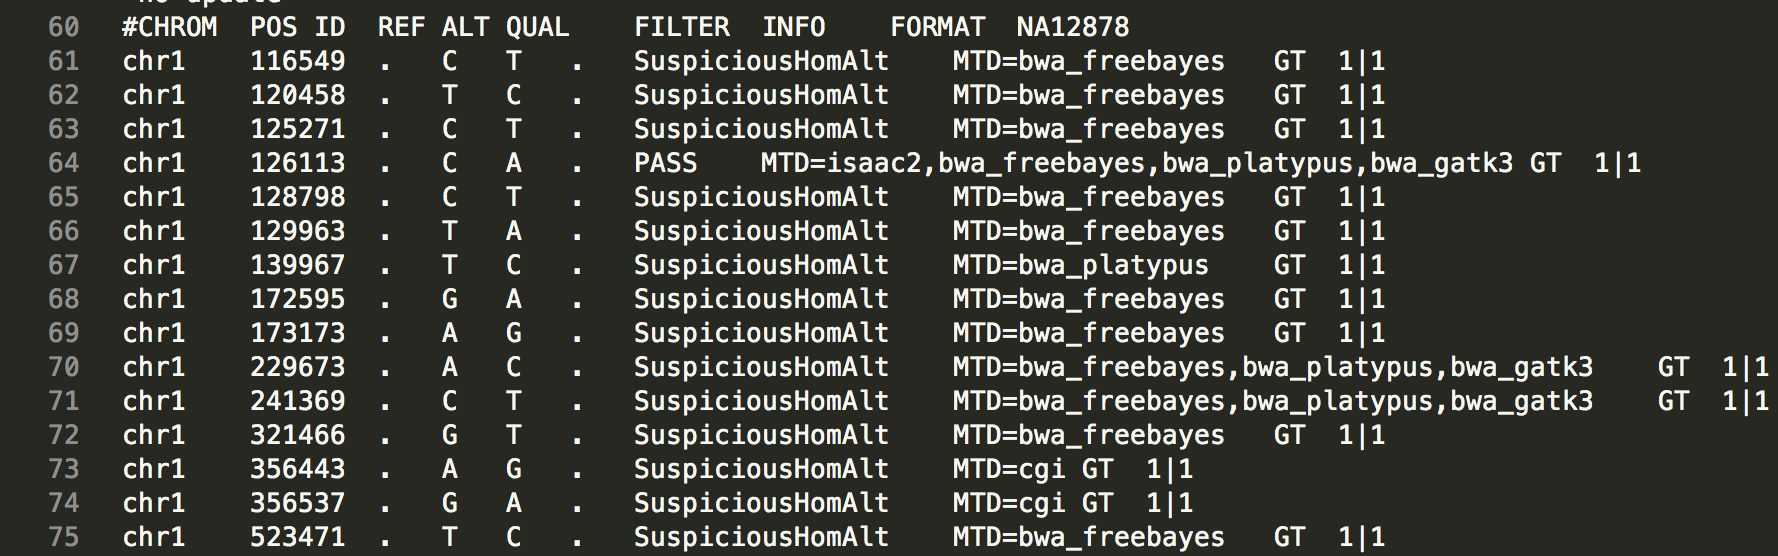 no update
60 #CHROM POS ID REF ALT QUAL FILTER INFO FORMAT NA12878
61 chr1 116549 . C T . SuspiciousHomAlt MTD=bwa_freebayes GT 1|1
62 chr1 120458 . T C . SuspiciousHomAlt MTD=bwa_freebayes GT 1|1
63 chr1 125271 . C T . SuspiciousHomAlt MTD=bwa_freebayes GT 1|1
64 chr1 126113 . C A . PASS MTD=isaac2,bwa_freebayes,bwa_platypus,bwa_gatk3 GT 1|1
65 chr1 128798 . C T . SuspiciousHomAlt MTD=bwa_freebayes GT 1|1
66 chr1 129963 . T A . SuspiciousHomAlt MTD=bwa_freebayes GT 1|1
67 chr1 139967 . T C . SuspiciousHomAlt MTD=bwa_platypus GT 1|1
68 chr1 172595 . G A . SuspiciousHomAlt MTD=bwa_freebayes GT 1|1
69 chr1 173173 . A G . SuspiciousHomAlt MTD=bwa_freebayes GT 1|1
70 chr1 229673 . A C . SuspiciousHomAlt MTD=bwa_freebayes,bwa_platypus,bwa_gatk3 GT 1|1
71 chr1 241369 . C T . SuspiciousHomAlt MTD=bwa_freebayes,bwa_platypus,bwa_gatk3 GT 1|1
72 chr1 321466 . G T . SuspiciousHomAlt MTD=bwa_freebayes GT 1|1
73 chr1 356443 . A G . SuspiciousHomAlt MTD=cgi GT 1|1
74 chr1 356537 . G A . SuspiciousHomAlt MTD=cgi GT 1|1
75 chr1 523471 . T C . SuspiciousHomAlt MTD=bwa_freebayes GT 1|1